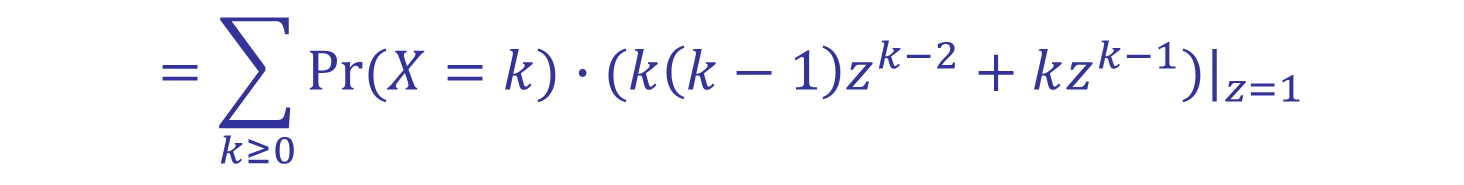 = ∑_{k≥0} Pr(X = k) · (k(k − 1)z^{k−2} + kz^{k−1})|_{z=1}